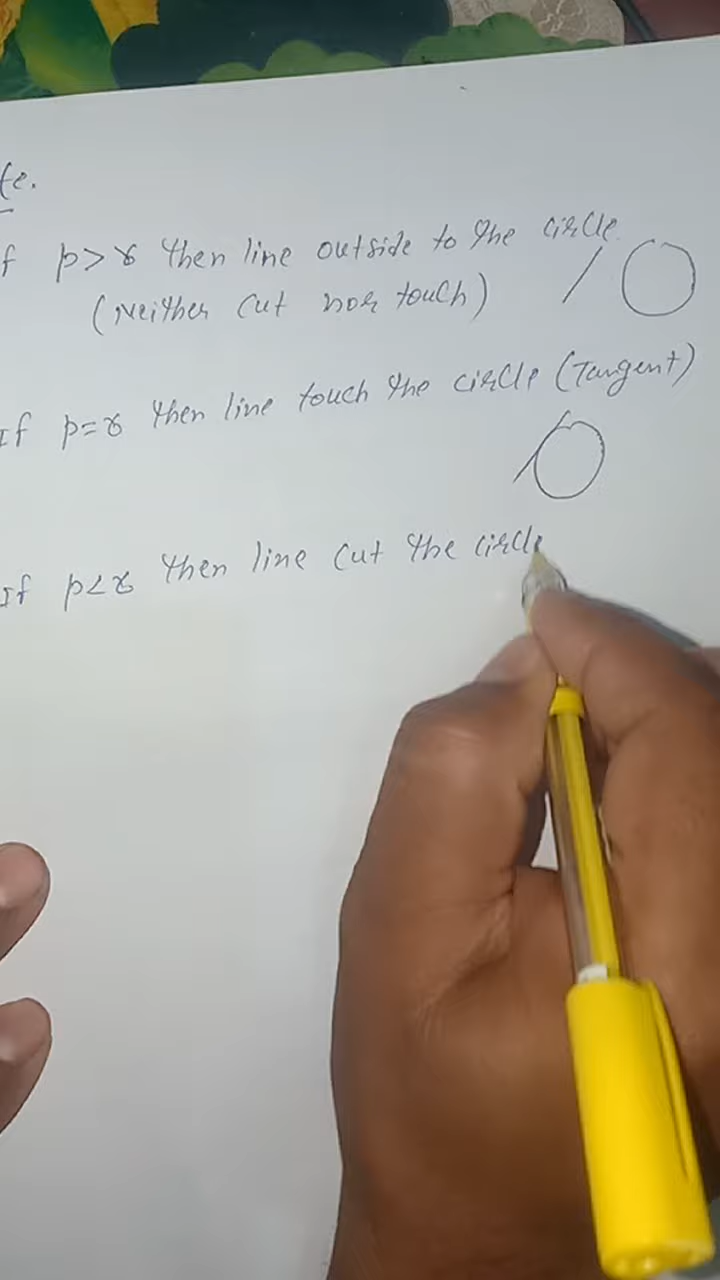 te.
f p>r then line outside to the circle
(Neither cut nor touch)
If p=r then line touch the circle (Tangent)
If p<r then line cut the circle